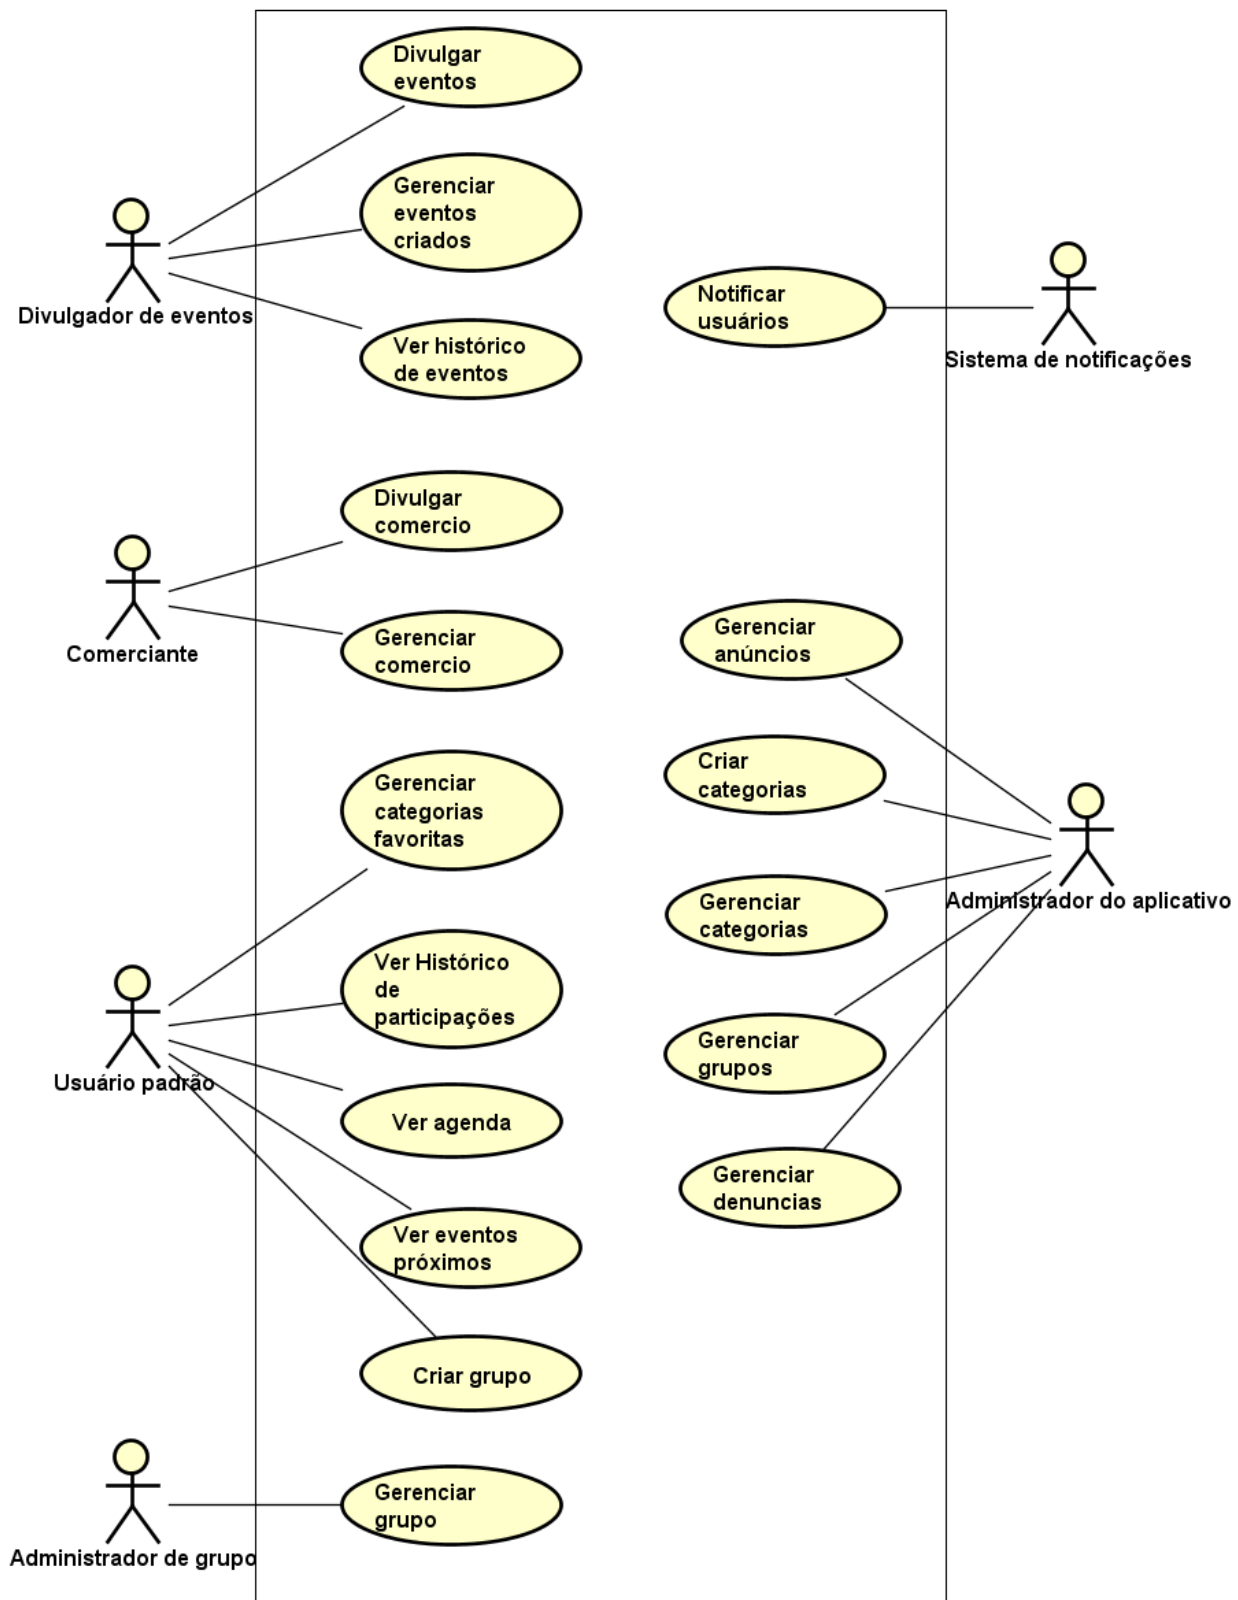 Divulgar
eventos
Gerenciar
eventos
criados
Divulgador de eventos
Ver histórico
de eventos
Notificar
usuários
Sistema de notificações
Divulgar
comercio
Comerciante
Gerenciar
comercio
Gerenciar
anúncios
Criar
categorias
Gerenciar
categorias
favoritas
Gerenciar
categorias
Administrador do aplicativo
Ver Histórico
de
participações
Usuário padrão
Gerenciar
grupos
Ver agenda
Gerenciar
denuncias
Ver eventos
próximos
Criar grupo
Gerenciar
grupo
Administrador de grupo